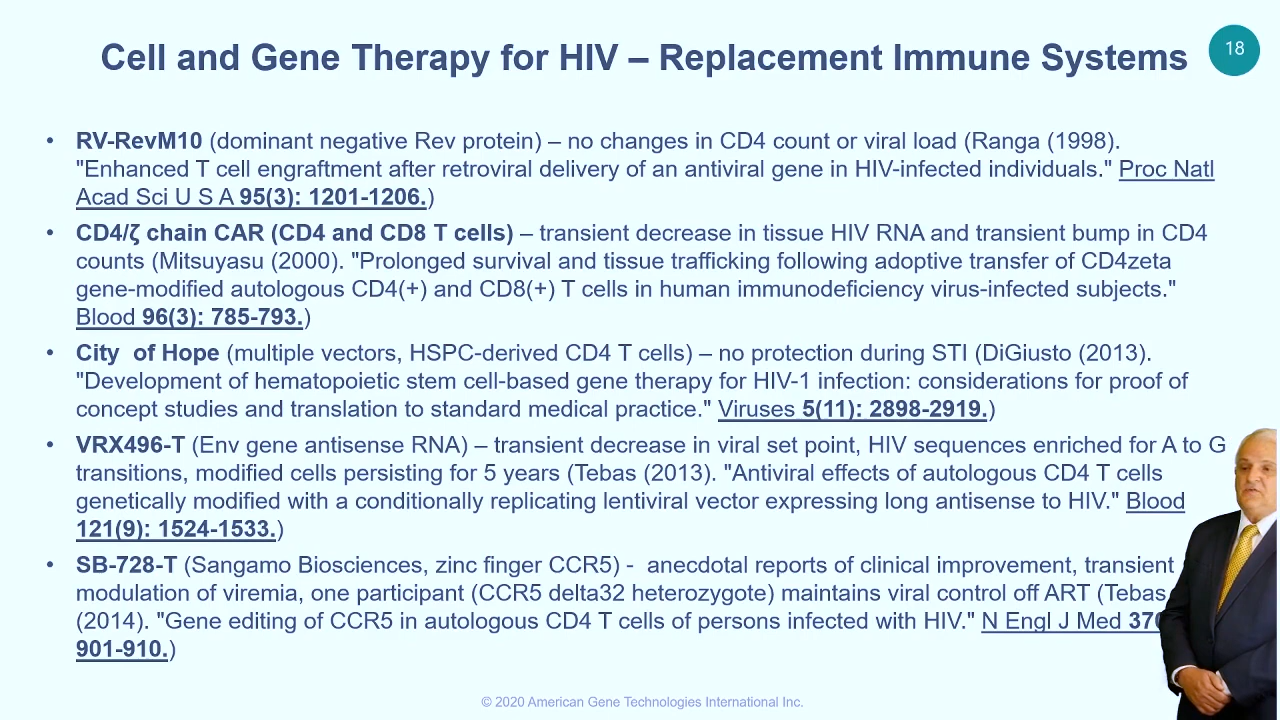 Cell and Gene Therapy for HIV – Replacement Immune Systems
18
• RV-RevM10 (dominant negative Rev protein) – no changes in CD4 count or viral load (Ranga (1998).
"Enhanced T cell engraftment after retroviral delivery of an antiviral gene in HIV-infected individuals." Proc Natl
Acad Sci U S A 95(3): 1201-1206.)
• CD4/ζ chain CAR (CD4 and CD8 T cells) – transient decrease in tissue HIV RNA and transient bump in CD4
counts (Mitsuyasu (2000). "Prolonged survival and tissue trafficking following adoptive transfer of CD4zeta
gene-modified autologous CD4(+) and CD8(+) T cells in human immunodeficiency virus-infected subjects."
Blood 96(3): 785-793.)
• City  of Hope (multiple vectors, HSPC-derived CD4 T cells) – no protection during STI (DiGiusto (2013).
"Development of hematopoietic stem cell-based gene therapy for HIV-1 infection: considerations for proof of
concept studies and translation to standard medical practice." Viruses 5(11): 2898-2919.)
• VRX496-T (Env gene antisense RNA) – transient decrease in viral set point, HIV sequences enriched for A to G
transitions, modified cells persisting for 5 years (Tebas (2013). "Antiviral effects of autologous CD4 T cells
genetically modified with a conditionally replicating lentiviral vector expressing long antisense to HIV." Blood
121(9): 1524-1533.)
• SB-728-T (Sangamo Biosciences, zinc finger CCR5) -  anecdotal reports of clinical improvement, transient
modulation of viremia, one participant (CCR5 delta32 heterozygote) maintains viral control off ART (Tebas
(2014). "Gene editing of CCR5 in autologous CD4 T cells of persons infected with HIV." N Engl J Med
901-910.)
© 2020 American Gene Technologies International Inc.